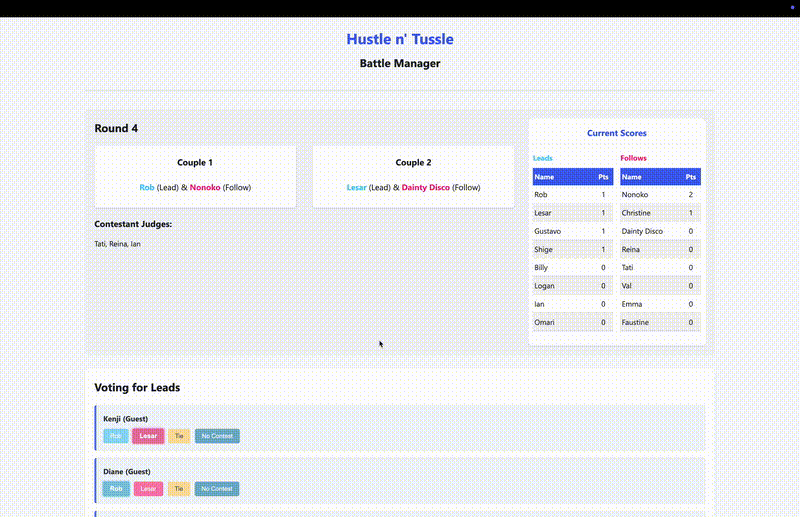 Hustle n' Tussle
Battle Manager
Round 4
Couple 1
Rob (Lead) & Nonoko (Follow)
Couple 2
Lesar (Lead) & Dainty Disco (Follow)
Contestant Judges:
Tati, Reina, Ian
Current Scores
Leads
Name Pts
Rob 1
Lesar 1
Gustavo 1
Shige 1
Billy 0
Logan 0
Ian 0
Omari 0
Follows
Name Pts
Nonoko 2
Christine 1
Dainty Disco 0
Reina 0
Tati 0
Val 0
Emma 0
Faustine 0
Voting for Leads
Kenji (Guest)
Rob Lesar Tie No Contest
Diane (Guest)
Rob Lesar Tie No Contest